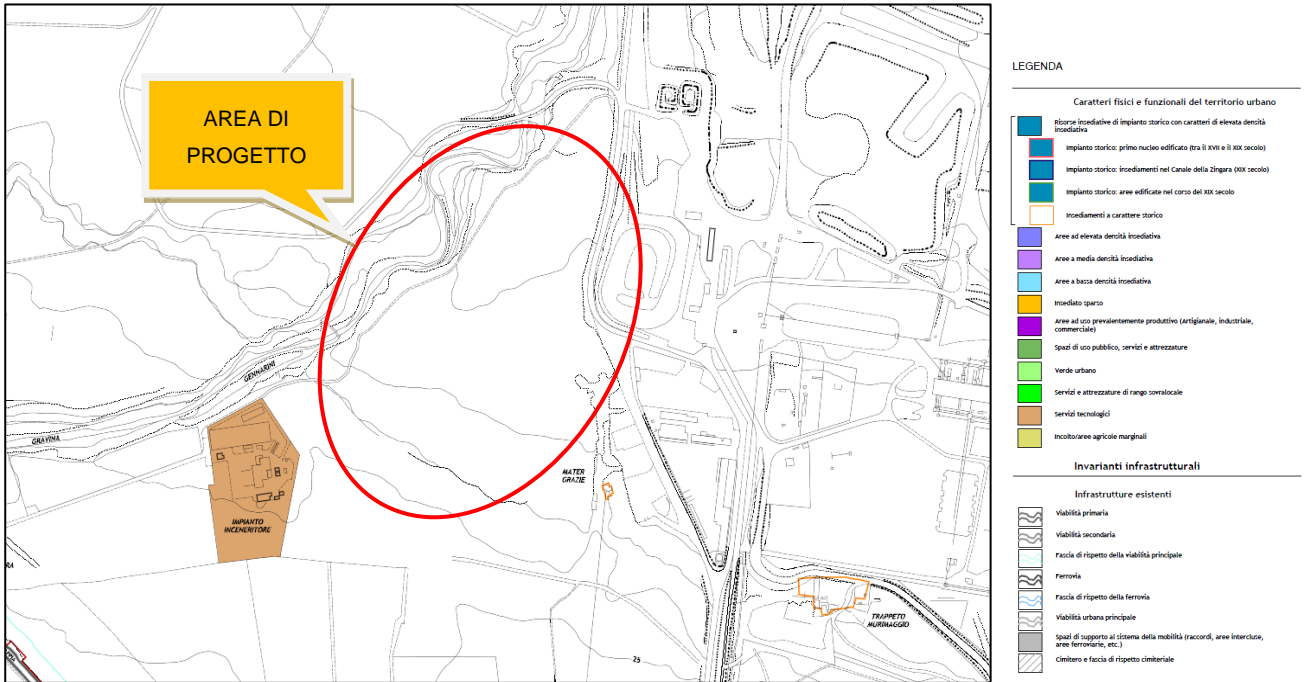 AREA DI
PROGETTO
GENNARINI
GRAVINA
IMPIANTO
INCENERITORE
MATER
GRAZIE
TRAPPETO
MURIMAGGIO
25
LEGENDA
Caratteri fisici e funzionali del territorio urbano
Risorse insediative di impianto storico con caratteri di elevata densità
insediativa
Impianto storico: primo nucleo edificato (tra il XVII e il XIX secolo)
Impianto storico: insediamenti nel Canale della Zingara (XIX secolo)
Impianto storico: aree edificate nel corso del XIX secolo
Insediamenti a carattere storico
Aree ad elevata densità insediativa
Aree a media densità insediativa
Aree a bassa densità insediativa
Insediato sparso
Aree ad uso prevalentemente produttivo (Artigianale, industriale,
commerciale)
Spazi di uso pubblico, servizi e attrezzature
Verde urbano
Servizi e attrezzature di rango sovralocale
Servizi tecnologici
Incolto/aree agricole marginali
Invarianti infrastrutturali
Infrastrutture esistenti
Viabilità primaria
Viabilità secondaria
Fascia di rispetto della viabilità principale
Ferrovia
Fascia di rispetto della ferrovia
Viabilità urbana principale
Spazi di supporto al sistema della mobilità (raccordi, aree intercluse,
aree ferroviarie, etc.)
Cimitero e fascia di rispetto cimiteriale